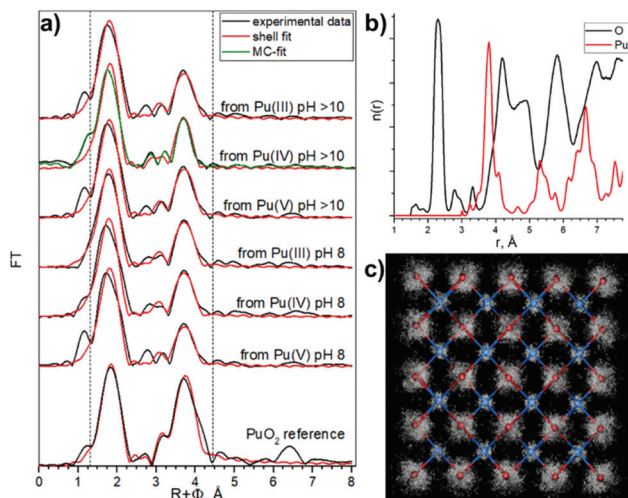 a)
experimental data
shell fit
MC-fit
from Pu(III) pH >10
from Pu(IV) pH >10
from Pu(V) pH >10
from Pu(III) pH 8
from Pu(IV) pH 8
from Pu(V) pH 8
PuO₂ reference
FT
0 1 2 3 4 5 6 7 8
R+Φ, Å
b)
O
Pu
n(r)
1 2 3 4 5 6 7
r, Å
c)